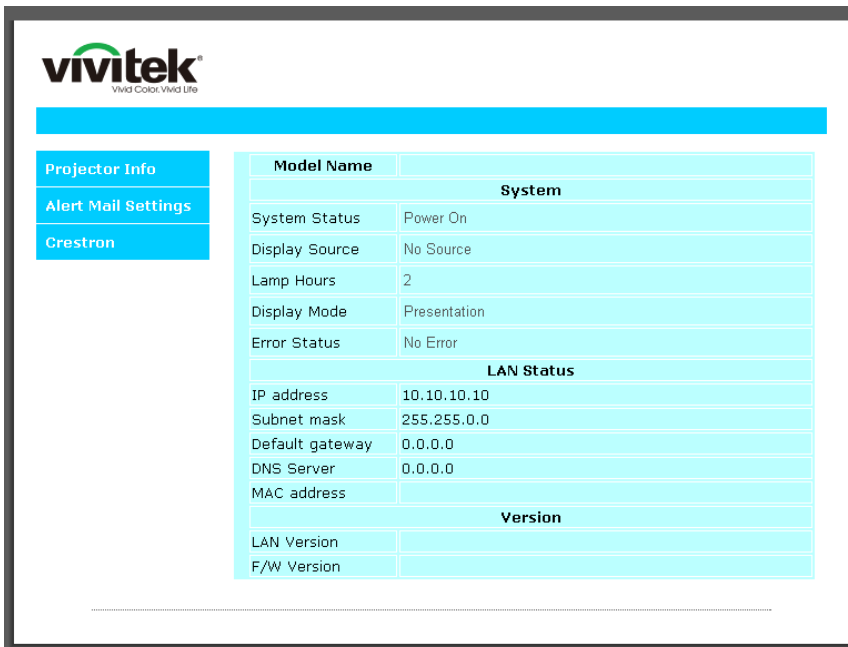 vivitek®
Vivid Color. Vivid Life
Projector Info
Alert Mail Settings
Crestron
Model Name
System
System Status Power On
Display Source No Source
Lamp Hours 2
Display Mode Presentation
Error Status No Error
LAN Status
IP address 10.10.10.10
Subnet mask 255.255.0.0
Default gateway 0.0.0.0
DNS Server 0.0.0.0
MAC address
Version
LAN Version
F/W Version